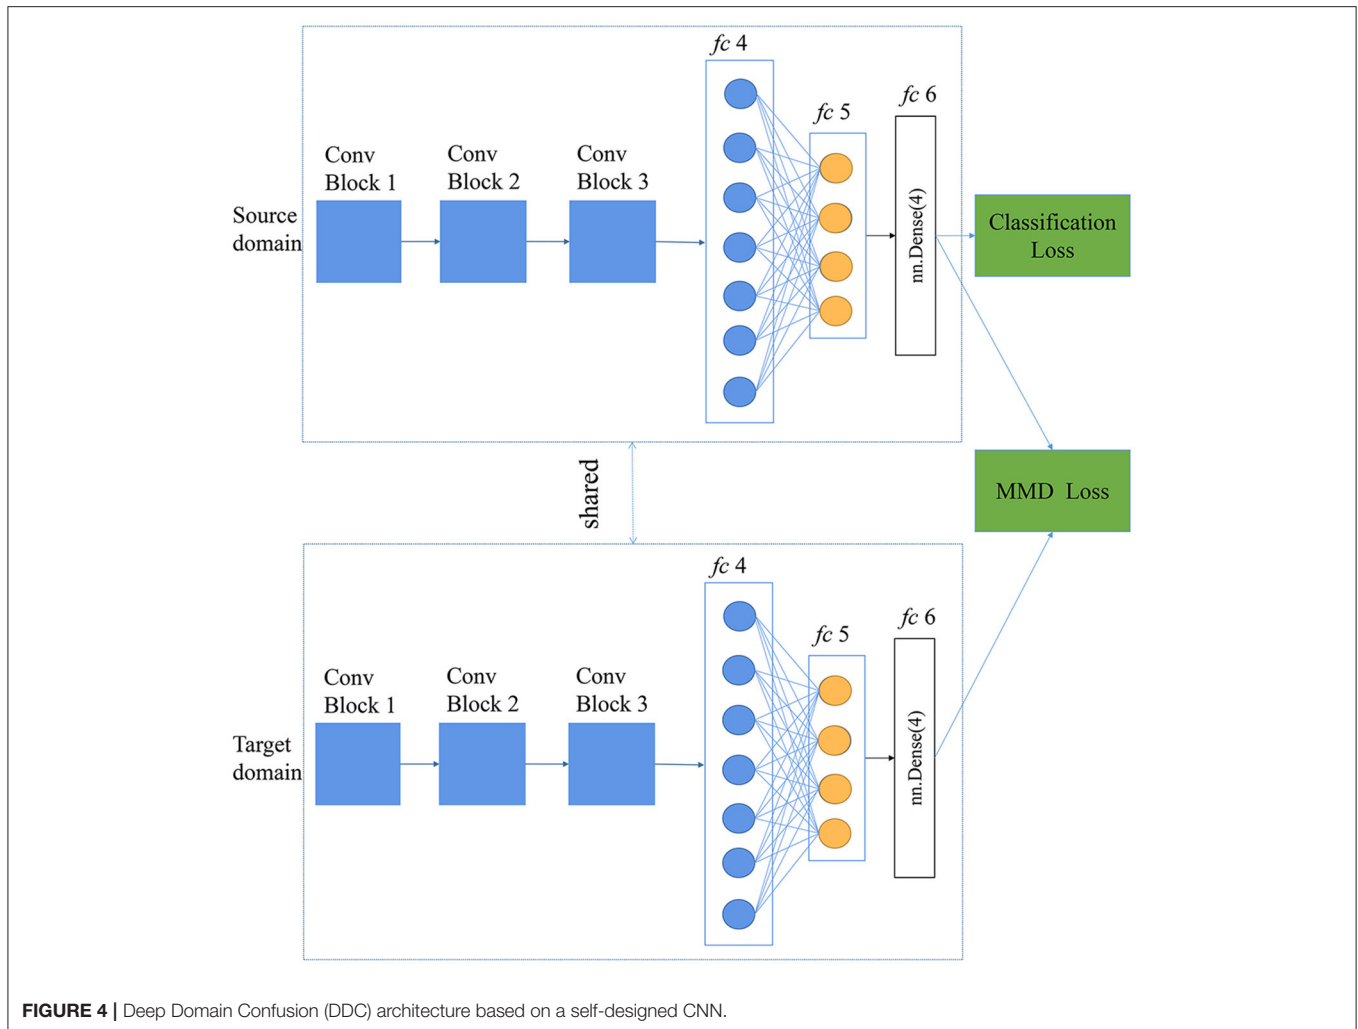 fc 4
fc 5
fc 6
Conv
Block 1
Conv
Block 2
Conv
Block 3
Source
domain
nn.Dense(4)
Classification
Loss
shared
MMD Loss
fc 4
fc 5
fc 6
Conv
Block 1
Conv
Block 2
Conv
Block 3
Target
domain
nn.Dense(4)
FIGURE 4 | Deep Domain Confusion (DDC) architecture based on a self-designed CNN.